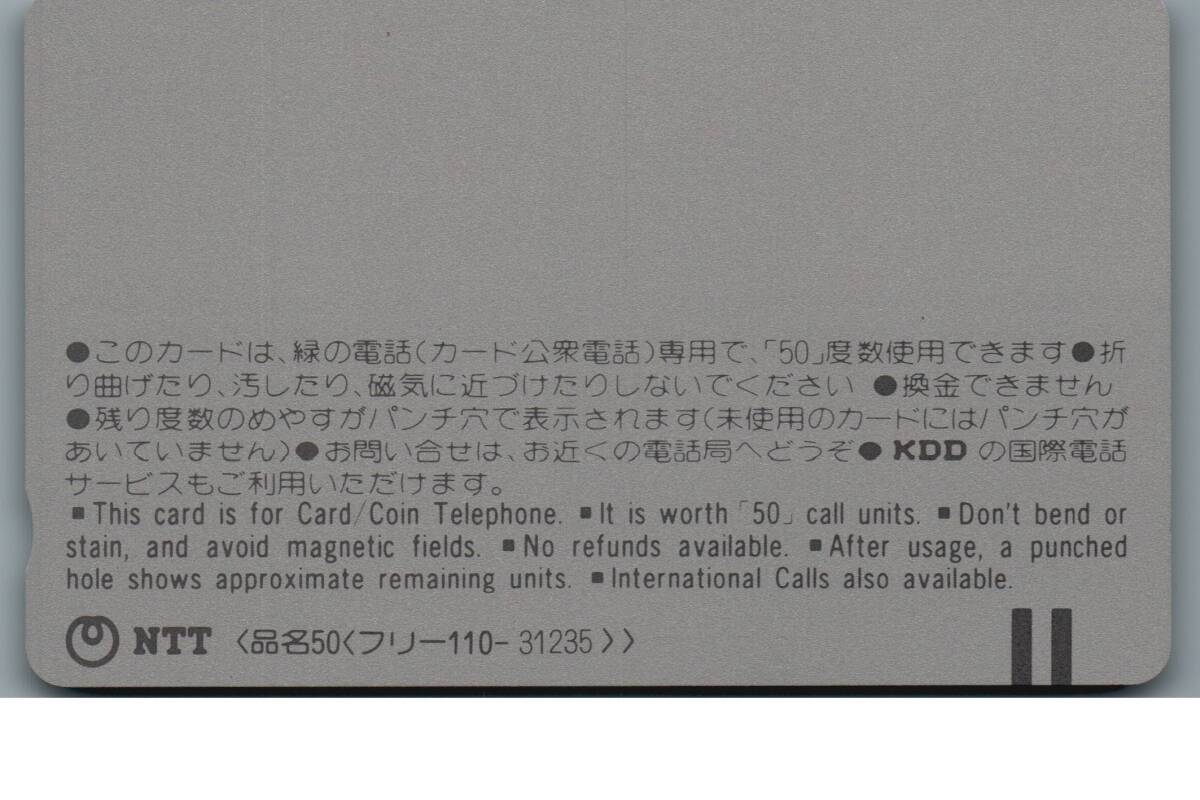 ●このカードは、緑の電話(カード公衆電話)専用で、「50」度数使用できます●折
り曲げたり、汚したり、磁気に近づけたりしないでください ●換金できません
●残り度数のめやすがパンチ穴で表示されます(未使用のカードにはパンチ穴が
あいていません)●お問い合せは、お近くの電話局へどうぞ● KDD の国際電話
サービスもご利用いただけます。
■This card is for Card/Coin Telephone. ■It is worth「50」call units. ■Don't bend or
stain, and avoid magnetic fields. ■No refunds available. ■After usage, a punched
hole shows approximate remaining units. ■International Calls also available.
NTT 〈品名50〈フリー110-31235〉〉